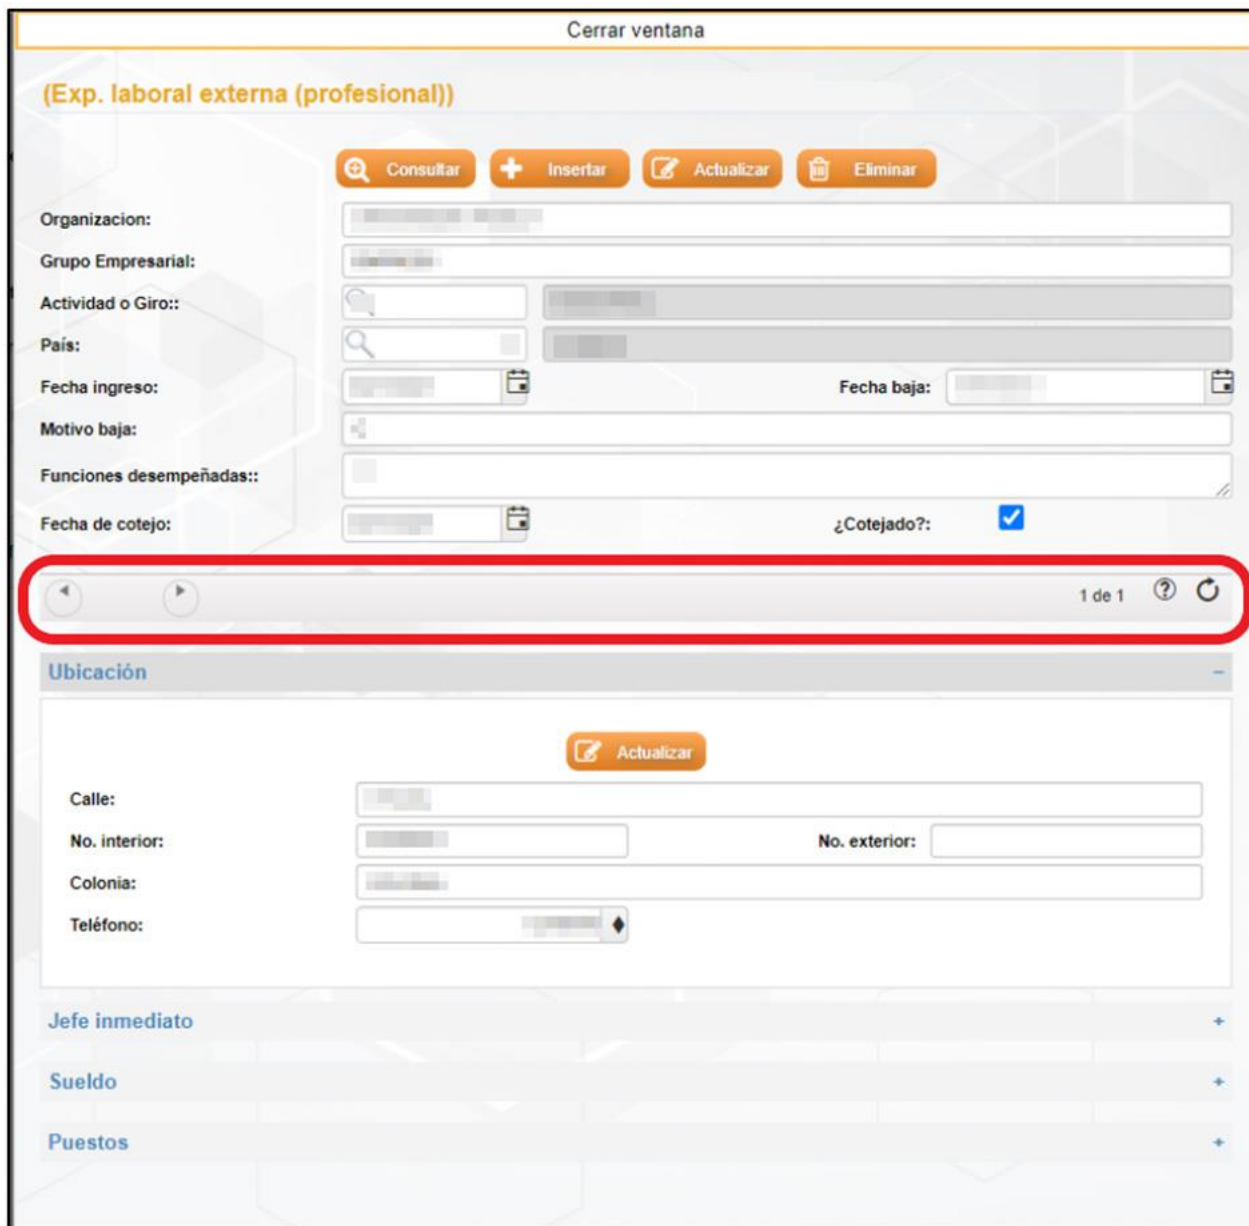 Cerrar ventana
(Exp. laboral externa (profesional))
Consultar Insertar Actualizar Eliminar
Organizacion:
Grupo Empresarial:
Actividad o Giro::
País:
Fecha ingreso: Fecha baja:
Motivo baja:
Funciones desempeñadas::
Fecha de cotejo: ¿Cotejado?:
1 de 1
Ubicación
Actualizar
Calle:
No. interior: No. exterior:
Colonia:
Teléfono:
Jefe inmediato
Sueldo
Puestos